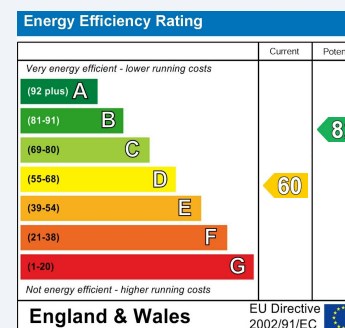 Energy Efficiency Rating
Current
Very energy efficient - lower running costs
(92 plus) A
(81-91) B
(69-80) C
(55-68) D
60
(39-54) E
(21-38) F
(1-20) G
Not energy efficient - higher running costs
England & Wales
EU Directive
2002/91/EC